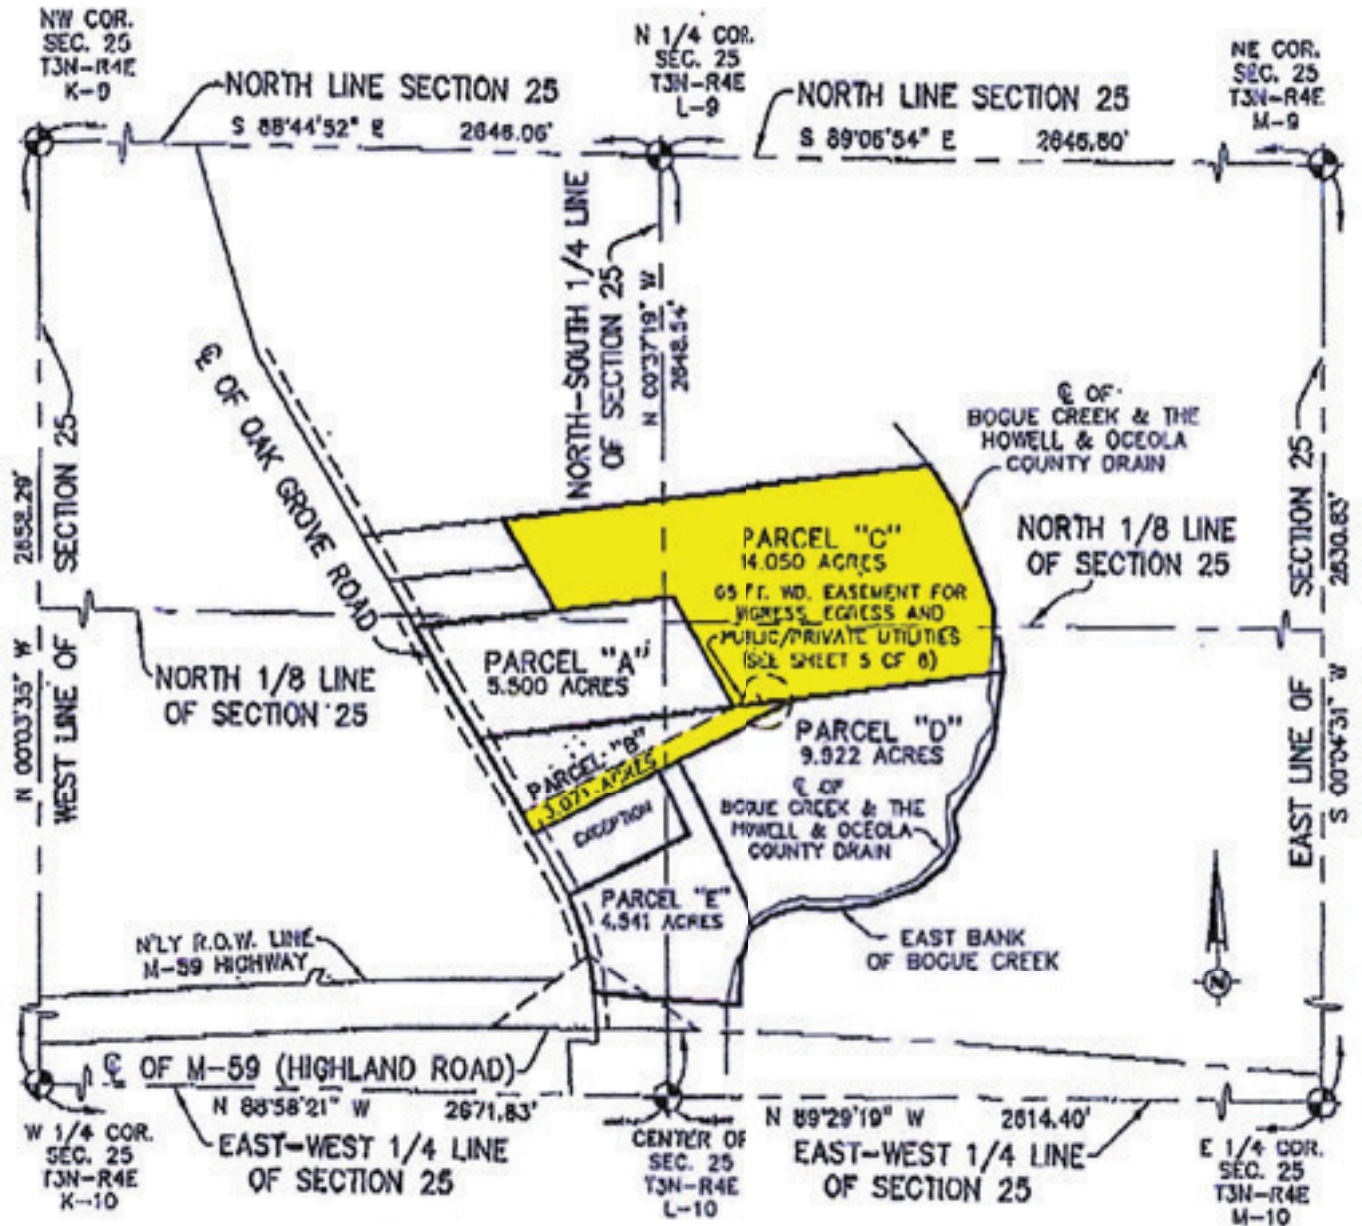 NW COR.
SEC. 25
T3N-R4E
K-9
N 1/4 COR.
SEC. 25
T3N-R4E
L-9
NE COR.
SEC. 25
T3N-R4E
M-9
NORTH LINE SECTION 25
S 88°44'52" E 2646.06'
NORTH LINE SECTION 25
S 89°06'54" E 2646.60'
NORTH-SOUTH 1/4 LINE
OF SECTION 25
N 00°37'19" W
2648.54'
℄ OF OAK GROVE ROAD
℄ OF
BOGUE CREEK & THE
HOWELL & OCEOLA
COUNTY DRAIN
WEST LINE OF SECTION 25
N 00°03'35" W 2658.29'
EAST LINE OF SECTION 25
S 00°04'31" W 2630.83'
NORTH 1/8 LINE
OF SECTION 25
PARCEL "C"
14.050 ACRES
66 FT. WD. EASEMENT FOR
INGRESS, EGRESS AND
PUBLIC/PRIVATE UTILITIES
(SEE SHEET 5 OF 8)
PARCEL "A"
5.500 ACRES
NORTH 1/8 LINE
OF SECTION 25
PARCEL "B"
3.071 ACRES
PARCEL "D"
9.922 ACRES
℄ OF
BOGUE CREEK & THE
HOWELL & OCEOLA
COUNTY DRAIN
EXCEPTION
PARCEL "E"
4.541 ACRES
EAST BANK
OF BOGUE CREEK
N'LY R.O.W. LINE
M-59 HIGHWAY
N
℄ OF M-59 (HIGHLAND ROAD)
N 88°58'21" W 2671.83'
N 89°29'19" W 2614.40'
EAST-WEST 1/4 LINE
OF SECTION 25
EAST-WEST 1/4 LINE
OF SECTION 25
W 1/4 COR.
SEC. 25
T3N-R4E
K-10
CENTER OF
SEC. 25
T3N-R4E
L-10
E 1/4 COR.
SEC. 25
T3N-R4E
M-10